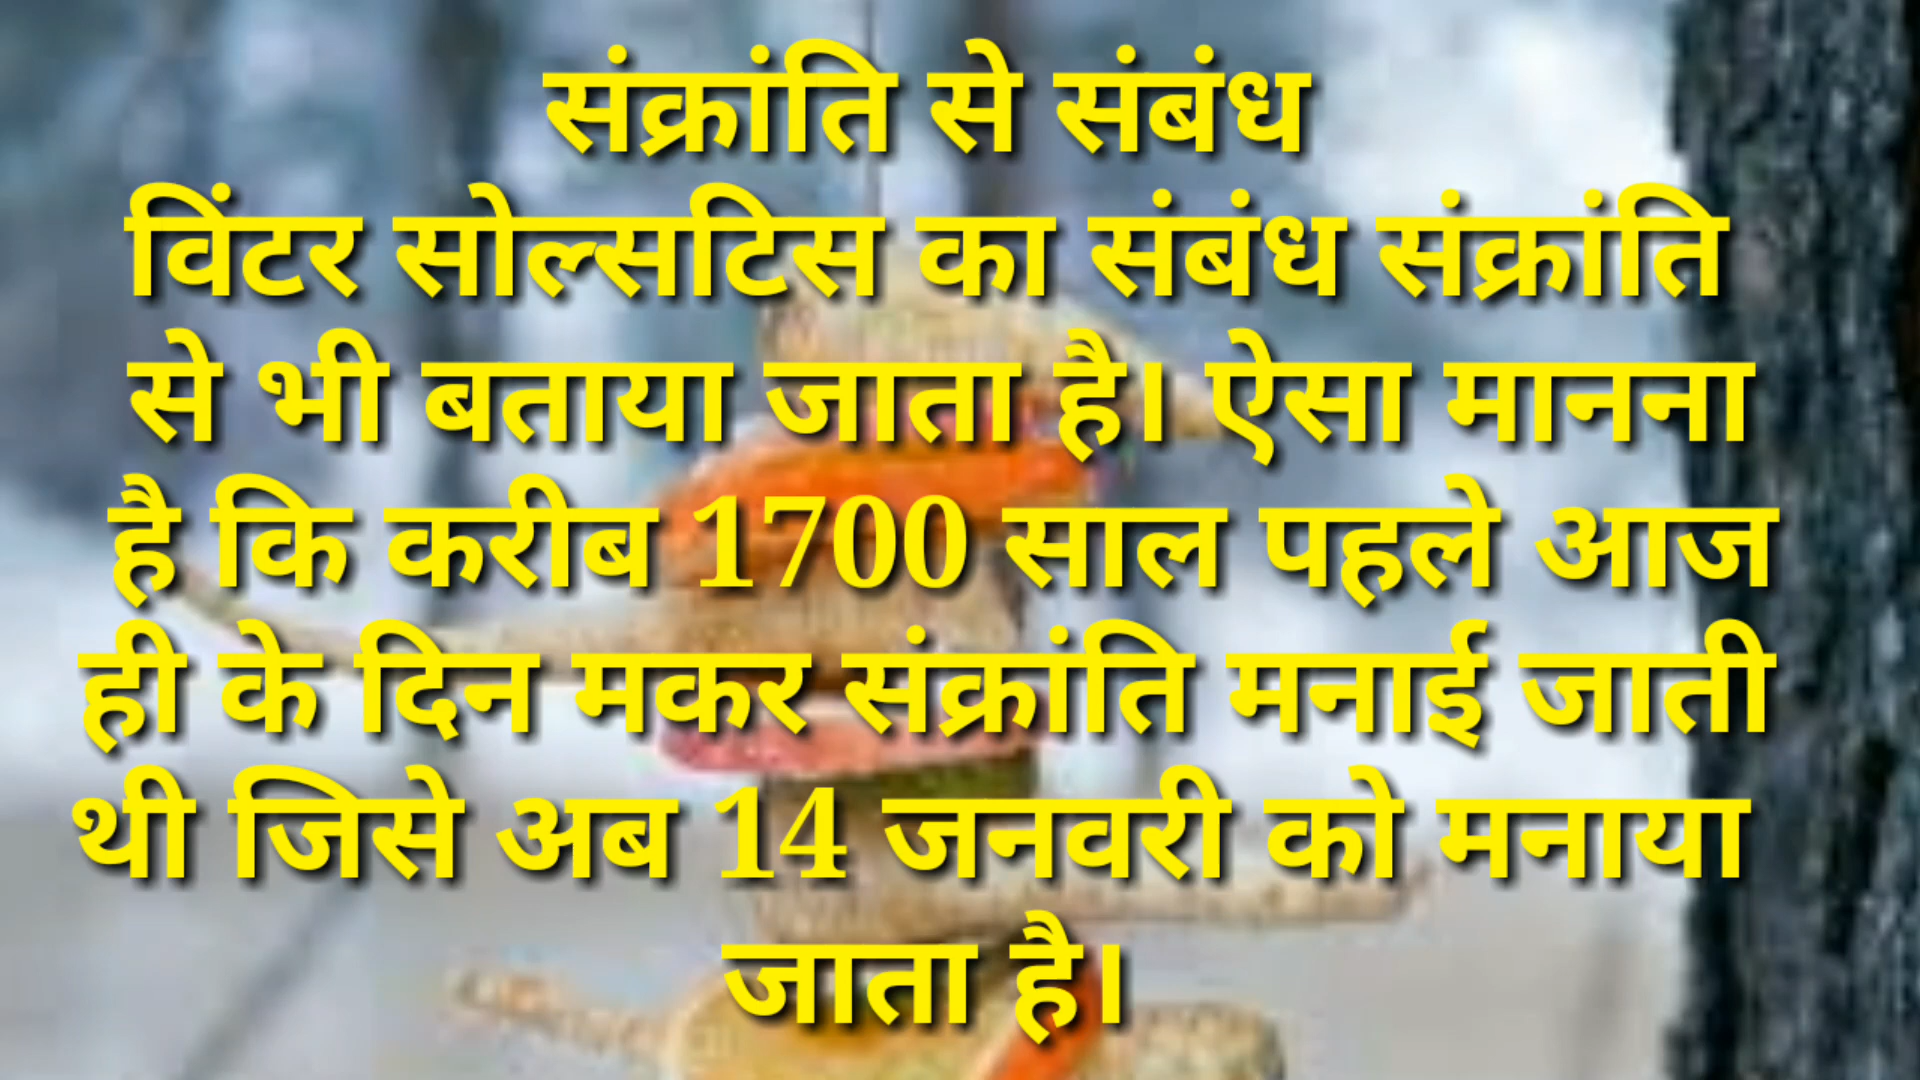 संक्रांति से संबंध
विंटर सोल्सटिस का संबंध संक्रांति
से भी बताया जाता है। ऐसा मानना
है कि करीब 1700 साल पहले आज
ही के दिन मकर संक्रांति मनाई जाती
थी जिसे अब 14 जनवरी को मनाया
जाता है।